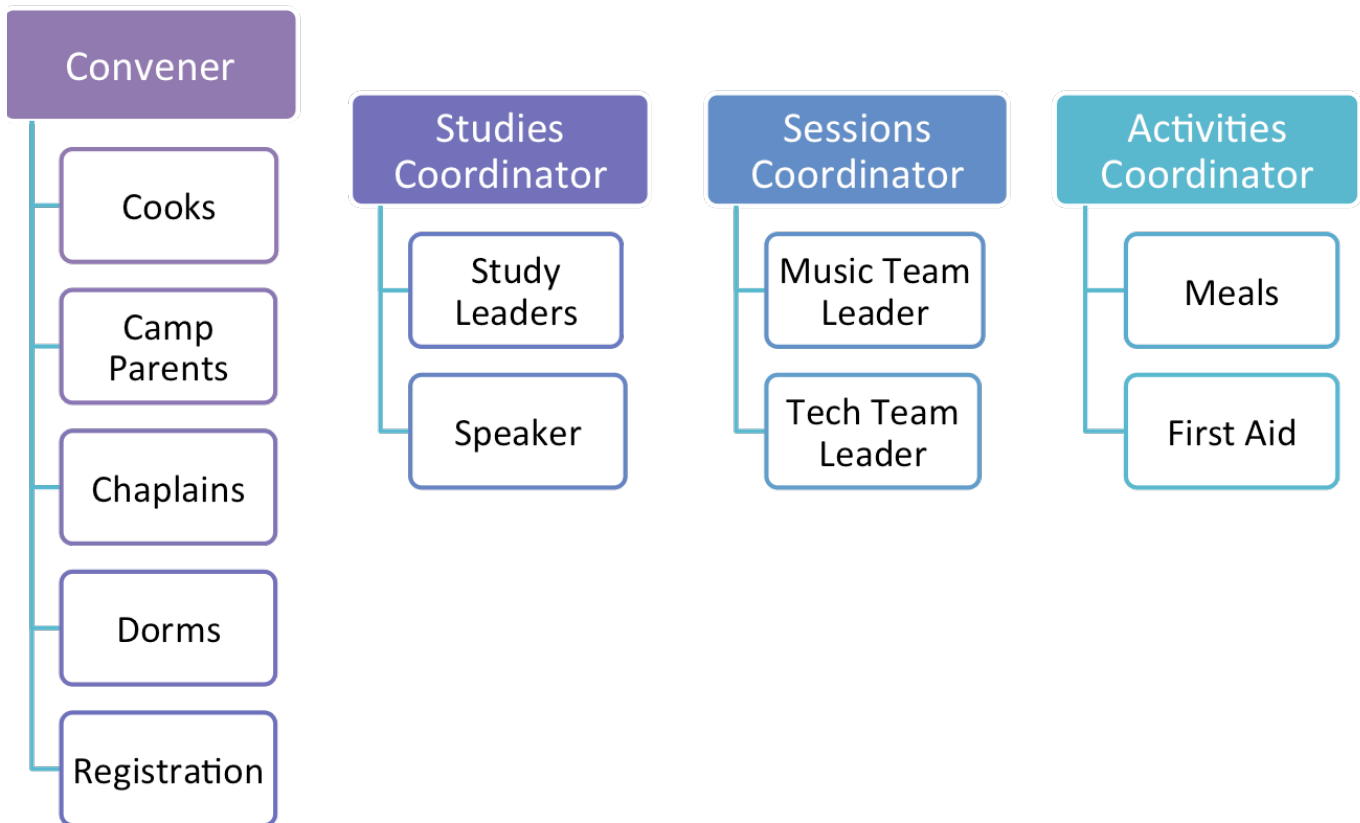 Convener
Cooks
Camp
Parents
Chaplains
Dorms
Registration
Studies
Coordinator
Study
Leaders
Speaker
Sessions
Coordinator
Music Team
Leader
Tech Team
Leader
Activities
Coordinator
Meals
First Aid